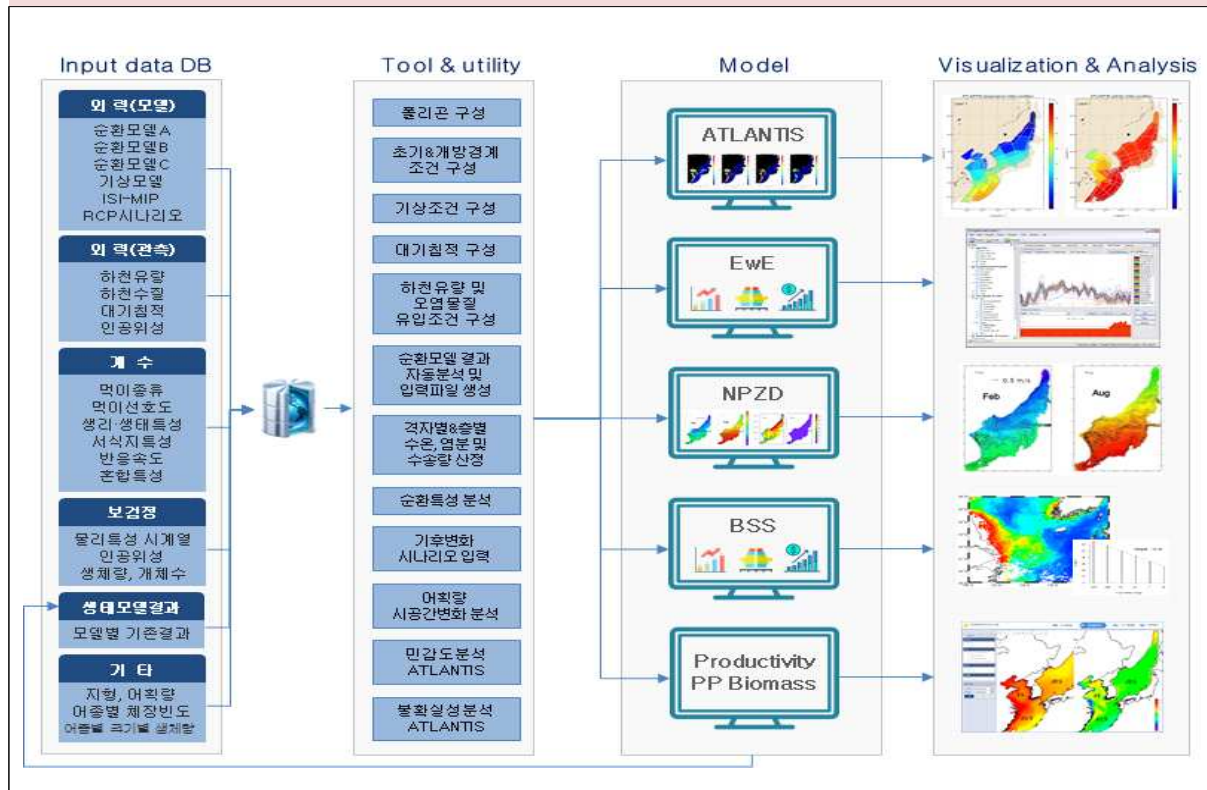 Input data DB
외 력(모델)
순환모델A
순환모델B
순환모델C
기상모델
ISI-MIP
RCP시나리오
외 력(관측)
하천유량
하천수질
대기침적
인공위성
계 수
먹이종류
먹이선호도
생리·생태특성
서식지특성
반응속도
혼합특성
보검정
물리특성 시계열
인공위성
생체량, 개체수
생태모델결과
모델별 기존결과
기 타
지형, 어획량
어종별 체장빈도
어종별 크기별 생체량
Tool & utility
폴리곤 구성
초기&개방경계
조건 구성
기상조건 구성
대기침적 구성
하천유량 및
오염물질
유입조건 구성
순환모델 결과
자동분석 및
입력파일 생성
격자별&층별
수온, 염분 및
수송량 산정
순환특성 분석
기후변화
시나리오 입력
어획량
시공간변화 분석
민감도분석
ATLANTIS
불확실성분석
ATLANTIS
Model
ATLANTIS
EwE
NPZD
BSS
Productivity
PP Biomass
Visualization & Analysis
0.5 m/s
Feb
Aug